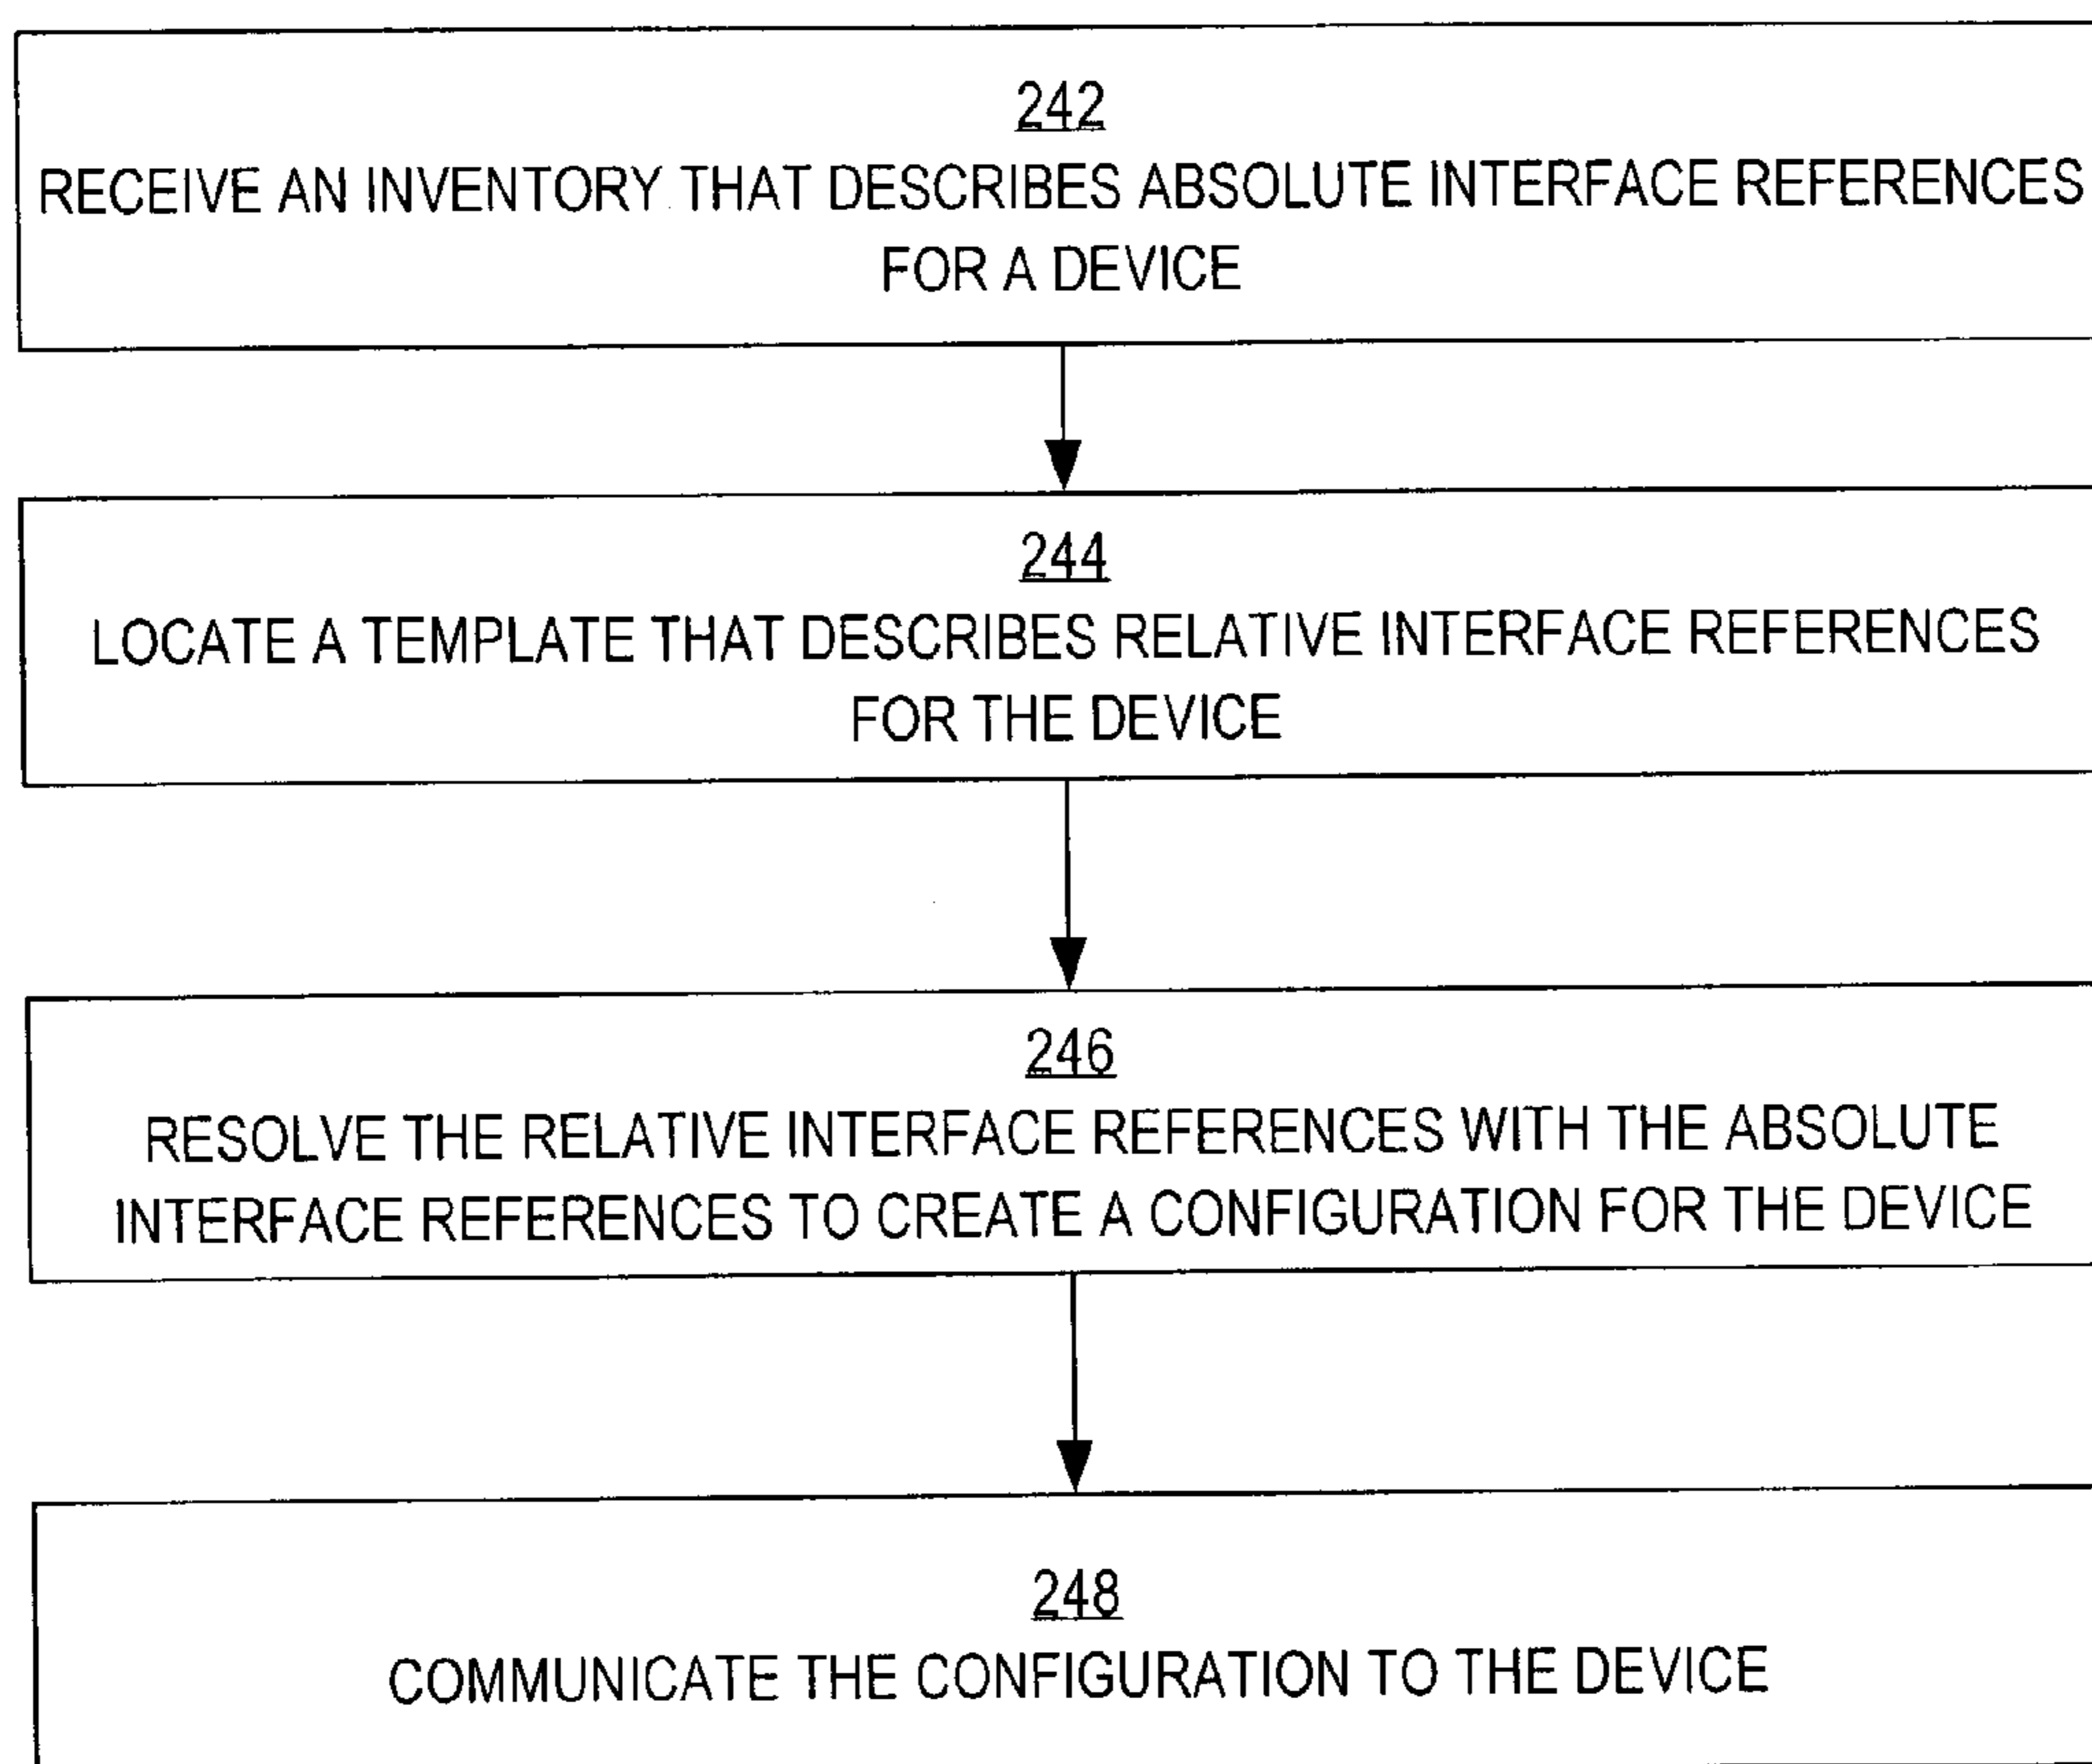 242
RECEIVE AN INVENTORY THAT DESCRIBES ABSOLUTE INTERFACE REFERENCES
FOR A DEVICE
244
LOCATE A TEMPLATE THAT DESCRIBES RELATIVE INTERFACE REFERENCES
FOR THE DEVICE
246
RESOLVE THE RELATIVE INTERFACE REFERENCES WITH THE ABSOLUTE
INTERFACE REFERENCES TO CREATE A CONFIGURATION FOR THE DEVICE
248
COMMUNICATE THE CONFIGURATION TO THE DEVICE